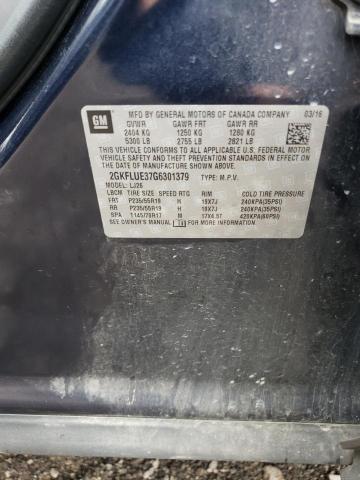 GM
MFD BY GENERAL MOTORS OF CANADA COMPANY 03/16
GVWR GAWR FRT GAWR RR
2404 KG 1250 KG 1280 KG
5300 LB 2755 LB 2821 LB
THIS VEHICLE CONFORMS TO ALL APPLICABLE U.S. FEDERAL
MOTOR VEHICLE SAFETY, BUMPER, AND THEFT PREVENTION
STANDARDS IN EFFECT ON THE DATE OF MANUFACTURE SHOWN ABOVE.
2GKFLUE37G6301379 TYPE: M.P.V.
MODEL: LJ26
LBCM TIRE SIZE SPEED RTG RIM COLD TIRE PRESSURE
FRT P235/55R18 H 18X7J 240KPA(35PSI)
RR P235/55R18 H 18X7J 240KPA(35PSI)
SPA T145/70R17 M 17X4.5T 420KPA(60PSI)
SEE OWNER'S MANUAL FOR MORE INFORMATION